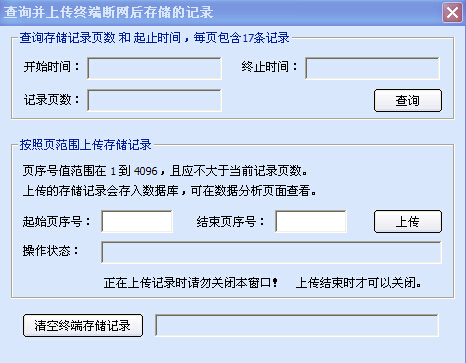 查询并上传终端断网后存储的记录
查询存储记录页数 和 起止时间，每页包含17条记录
开始时间： 终止时间：
记录页数： 查询
按照页范围上传存储记录
页序号值范围在 1 到 4096，且应不大于当前记录页数。
上传的存储记录会存入数据库，可在数据分析页面查看。
起始页序号： 结束页序号： 上传
操作状态：
正在上传记录时请勿关闭本窗口！ 上传结束时才可以关闭。
清空终端存储记录